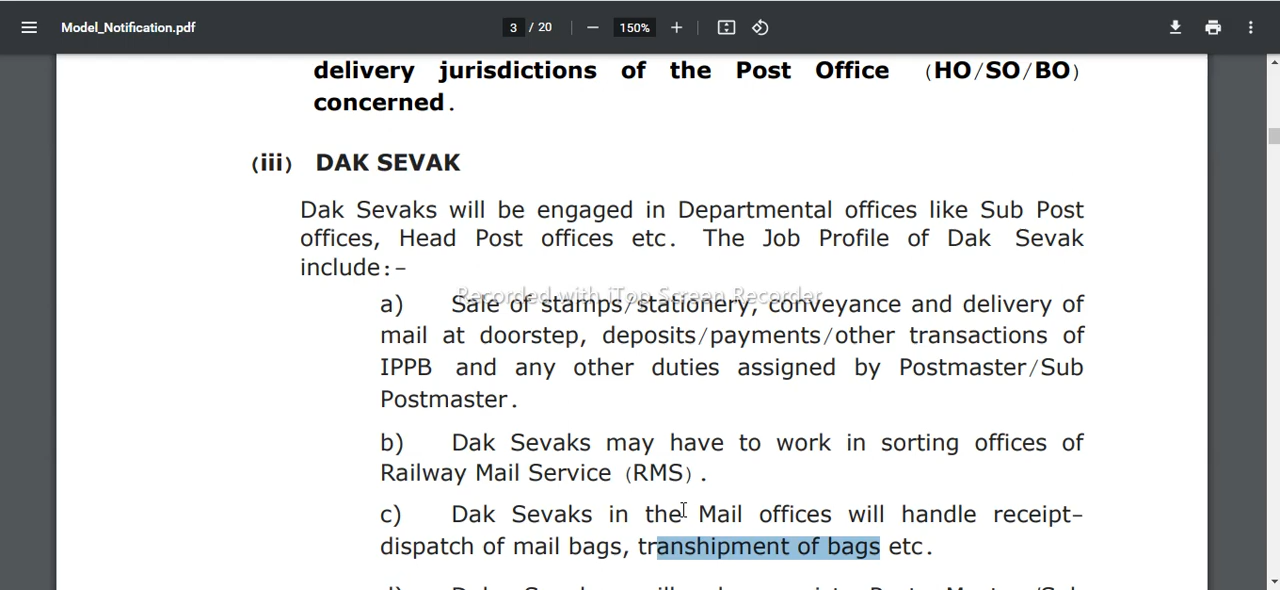 Model_Notification.pdf
3 / 20
150%
delivery jurisdictions of the Post Office (HO/SO/BO)
concerned.
(iii) DAK SEVAK
Dak Sevaks will be engaged in Departmental offices like Sub Post
offices, Head Post offices etc. The Job Profile of Dak Sevak
include:-
Recorded with iTop Screen Recorder
a) Sale of stamps/stationery, conveyance and delivery of
mail at doorstep, deposits/payments/other transactions of
IPPB and any other duties assigned by Postmaster/Sub
Postmaster.
b) Dak Sevaks may have to work in sorting offices of
Railway Mail Service (RMS).
c) Dak Sevaks in the Mail offices will handle receipt-
dispatch of mail bags, transhipment of bags etc.